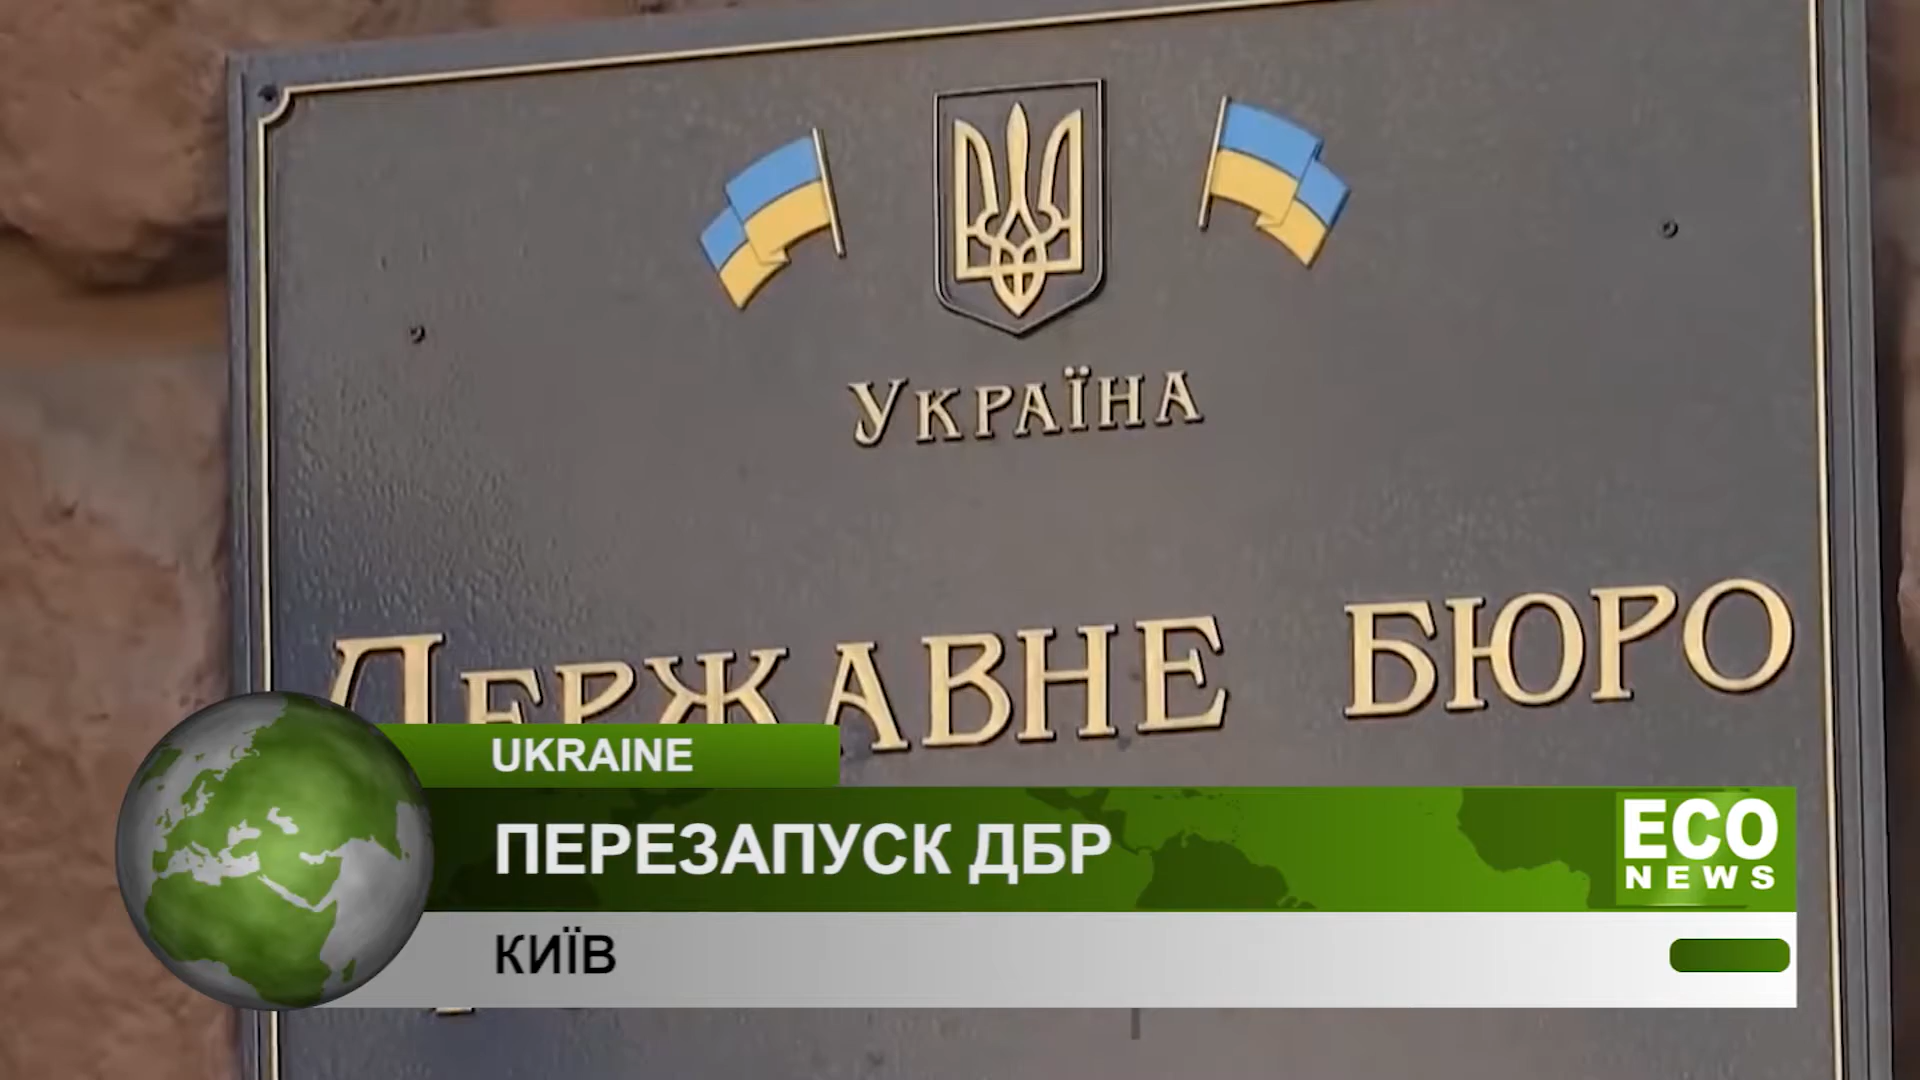 УКРАЇНА
ДЕРЖАВНЕ БЮРО
UKRAINE
ПЕРЕЗАПУСК ДБР
ECO
NEWS
КИЇВ